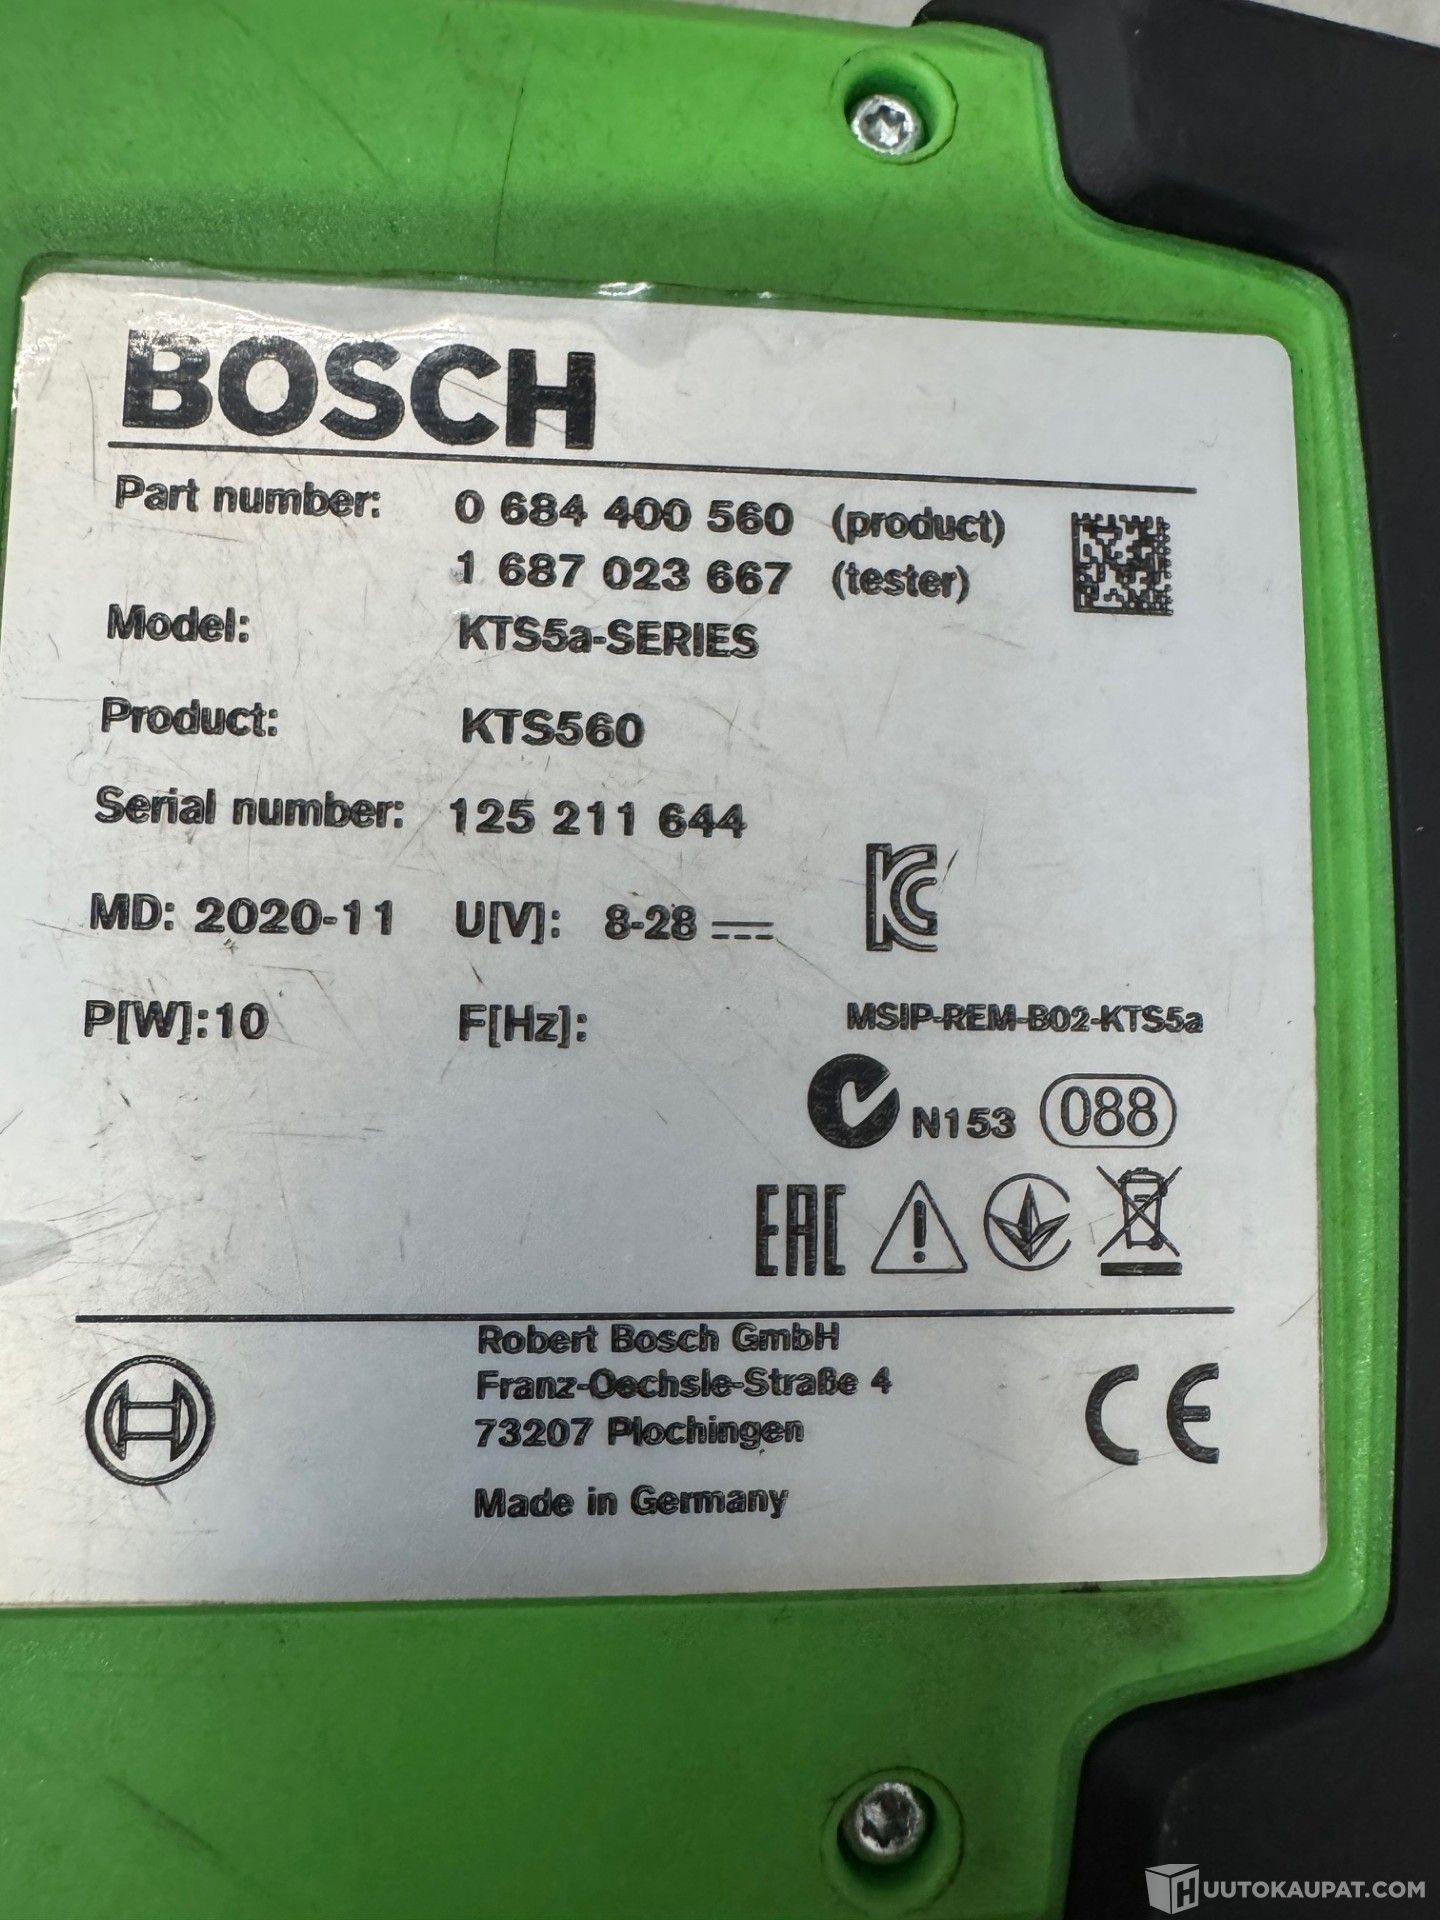 BOSCH
Part number: 0 684 400 560 (product)
1 687 023 667 (tester)
Model: KTS5a-SERIES
Product: KTS560
Serial number: 125 211 644
MD: 2020-11 U[V]: 8-28
P[W]:10 F[Hz]:
MSIP-REM-B02-KTS5a
N153 088
EAC
Robert Bosch GmbH
Franz-Oechsle-Straße 4
73207 Plochingen
CE
Made in Germany
HUUTOKAUPAT.COM